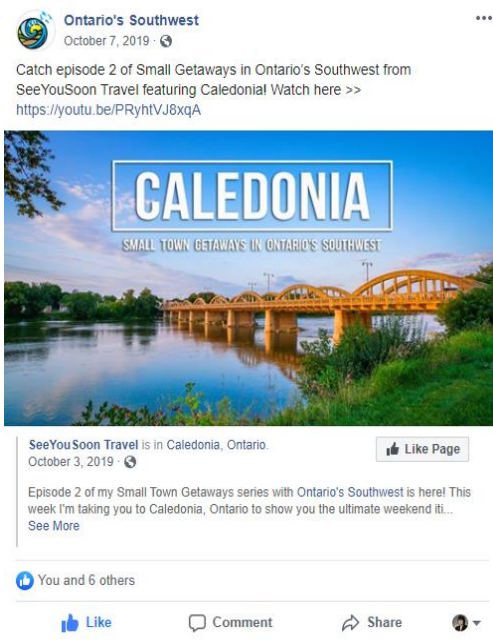 Ontario's Southwest
October 7, 2019 ·
Catch episode 2 of Small Getaways in Ontario's Southwest from
SeeYouSoon Travel featuring Caledonia! Watch here >>
https://youtu.be/PRyhtVJ8xqA
CALEDONIA
SMALL TOWN GETAWAYS IN ONTARIO'S SOUTHWEST
SeeYouSoon Travel is in Caledonia, Ontario.
October 3, 2019 ·
Like Page
Episode 2 of my Small Town Getaways series with Ontario's Southwest is here! This
week I'm taking you to Caledonia, Ontario to show you the ultimate weekend iti...
See More
You and 6 others
Like Comment Share